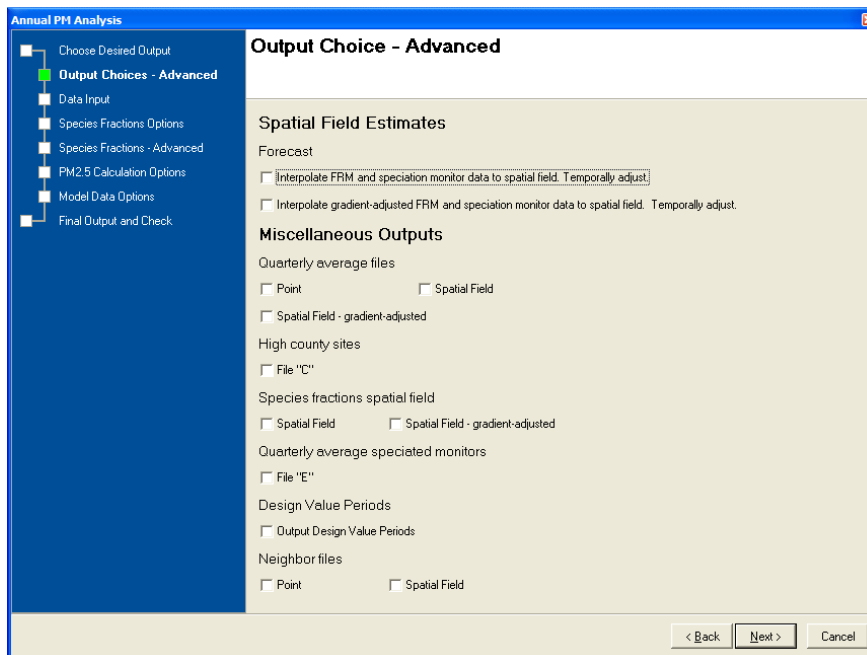 Annual PM Analysis
Choose Desired Output
Output Choices - Advanced
Data Input
Species Fractions Options
Species Fractions - Advanced
PM2.5 Calculation Options
Model Data Options
Final Output and Check
Output Choice - Advanced
Spatial Field Estimates
Forecast
Interpolate FRM and speciation monitor data to spatial field. Temporally adjust.
Interpolate gradient-adjusted FRM and speciation monitor data to spatial field. Temporally adjust.
Miscellaneous Outputs
Quarterly average files
Point Spatial Field
Spatial Field - gradient-adjusted
High county sites
File "C"
Species fractions spatial field
Spatial Field Spatial Field - gradient-adjusted
Quarterly average speciated monitors
File "E"
Design Value Periods
Output Design Value Periods
Neighbor files
Point Spatial Field
< Back Next > Cancel